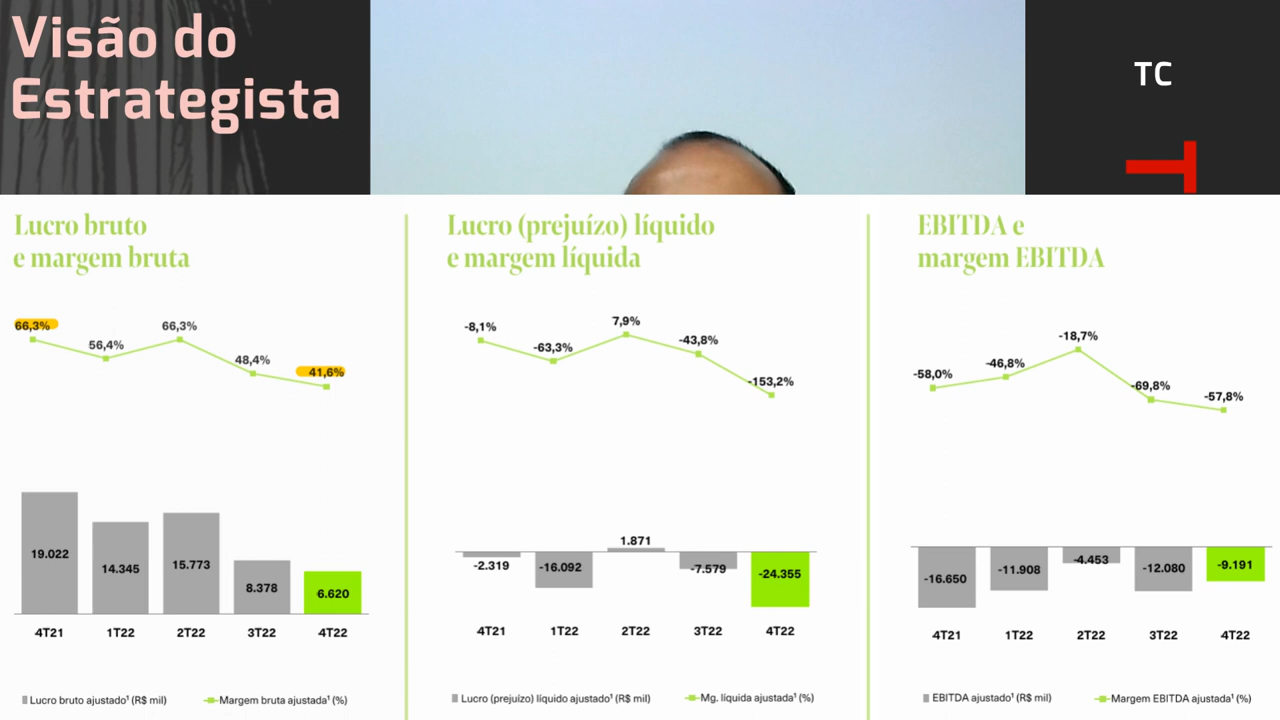 Visão do
Estrategista
TC
T
Lucro bruto
e margem bruta
66,3%
56,4%
66,3%
48,4%
41,6%
19.022
14.345
15.773
8.378
6.620
4T21
1T22
2T22
3T22
4T22
Lucro bruto ajustado¹ (R$ mil)
Margem bruta ajustada¹ (%)
Lucro (prejuízo) líquido
e margem líquida
-8,1%
-63,3%
7,9%
-43,8%
-153,2%
-2.319
-16.092
1.871
-7.579
-24.355
4T21
1T22
2T22
3T22
4T22
Lucro (prejuízo) líquido ajustado¹ (R$ mil)
Mg. líquida ajustada¹ (%)
EBITDA e
margem EBITDA
-58,0%
-46,8%
-18,7%
-69,8%
-57,8%
-16.650
-11.908
-4.453
-12.080
-9.191
4T21
1T22
2T22
3T22
4T22
EBITDA ajustado¹ (R$ mil)
Margem EBITDA ajustada¹ (%)